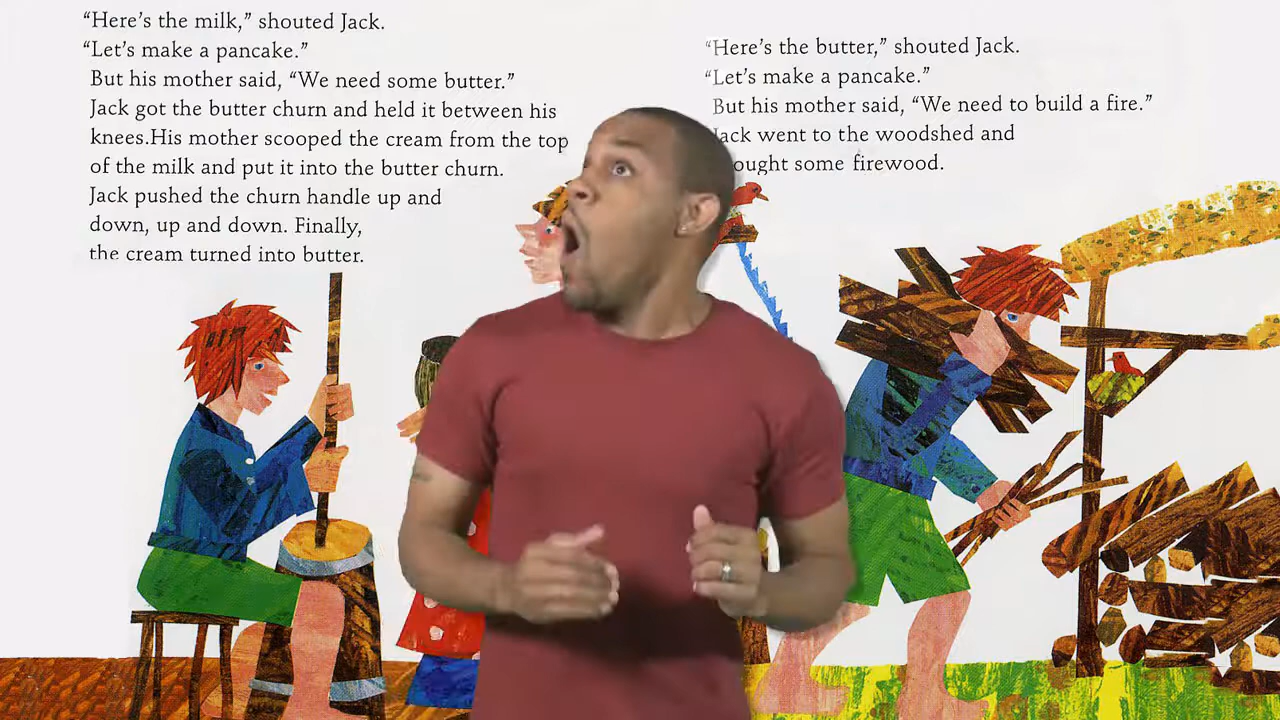 “Here’s the milk,” shouted Jack.
“Let’s make a pancake.”
But his mother said, “We need some butter.”
Jack got the butter churn and held it between his
knees.His mother scooped the cream from the top
of the milk and put it into the butter churn.
Jack pushed the churn handle up and
down, up and down. Finally,
the cream turned into butter.
“Here’s the butter,” shouted Jack.
“Let’s make a pancake.”
But his mother said, “We need to build a fire.”
Jack went to the woodshed and
some firewood.